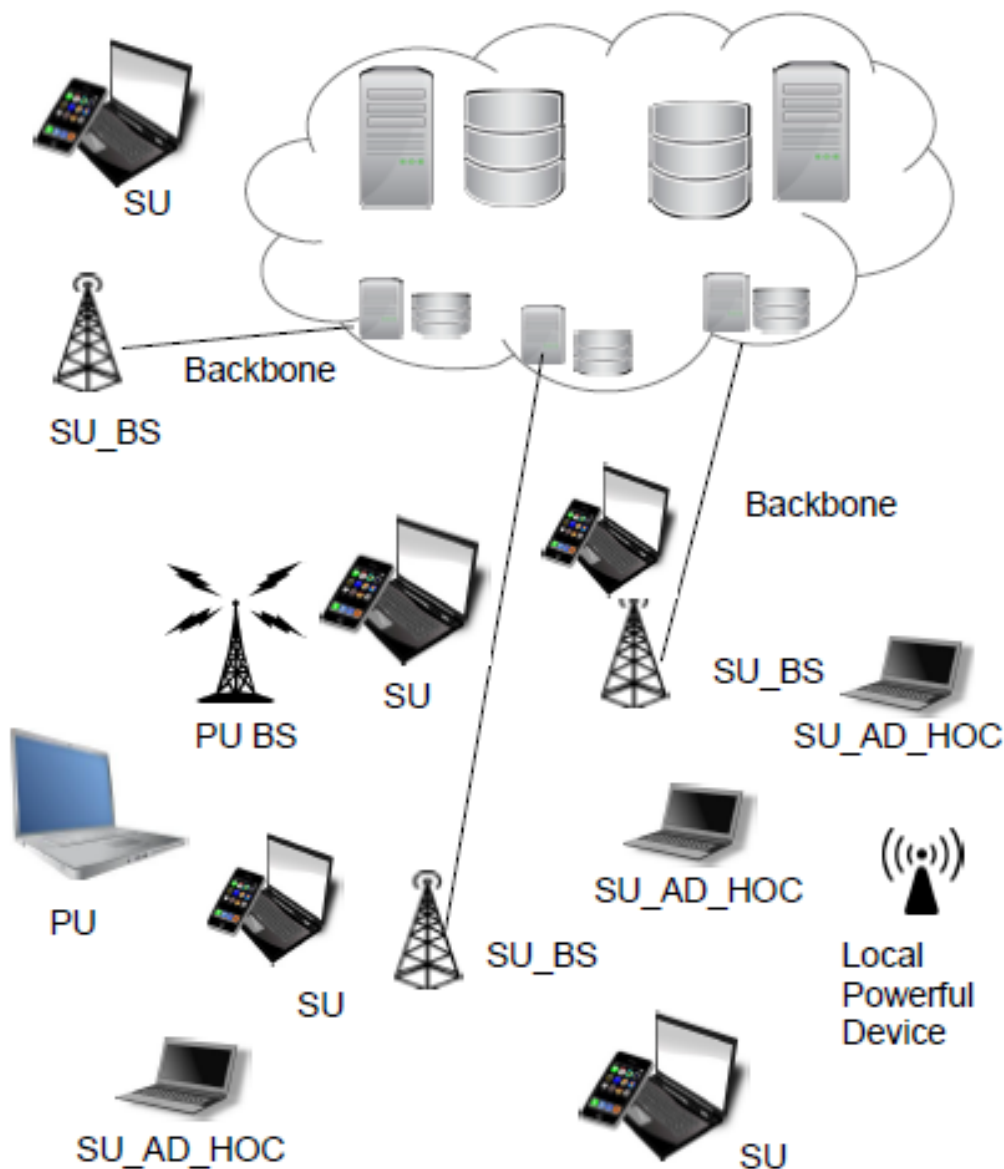 SU
Backbone
SU_BS
Backbone
SU
PU BS
SU_BS
SU_AD_HOC
SU_AD_HOC
PU
SU_BS
SU
Local
Powerful
Device
SU_AD_HOC
SU